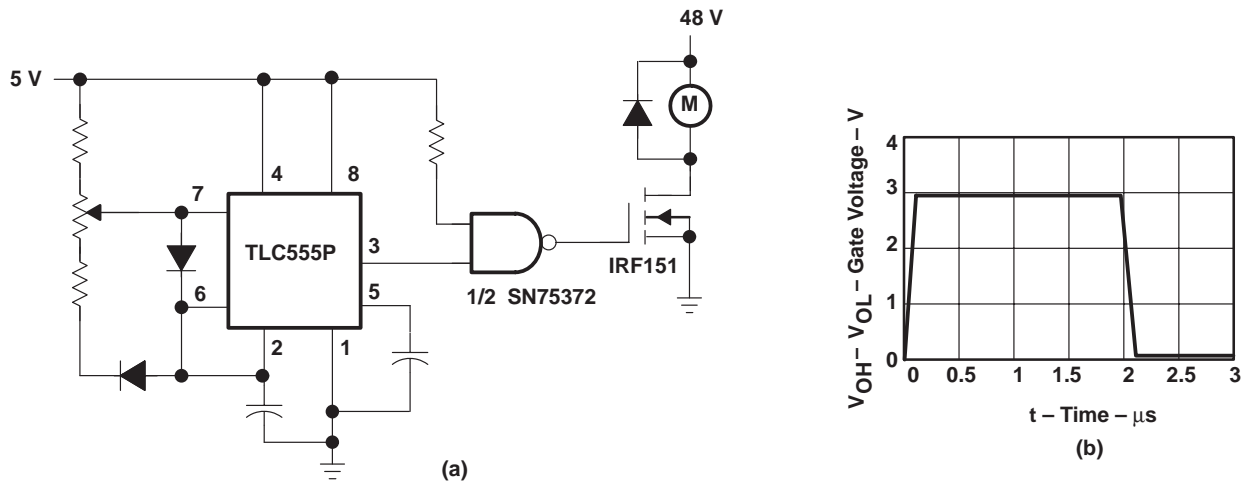 48 V
5 V
M
4
8
7
TLC555P
3
6
5
IRF151
1/2 SN75372
2
1
(a)
VOH – VOL – Gate Voltage – V
4
3
2
1
0
0 0.5 1 1.5 2 2.5 3
t – Time – μs
(b)